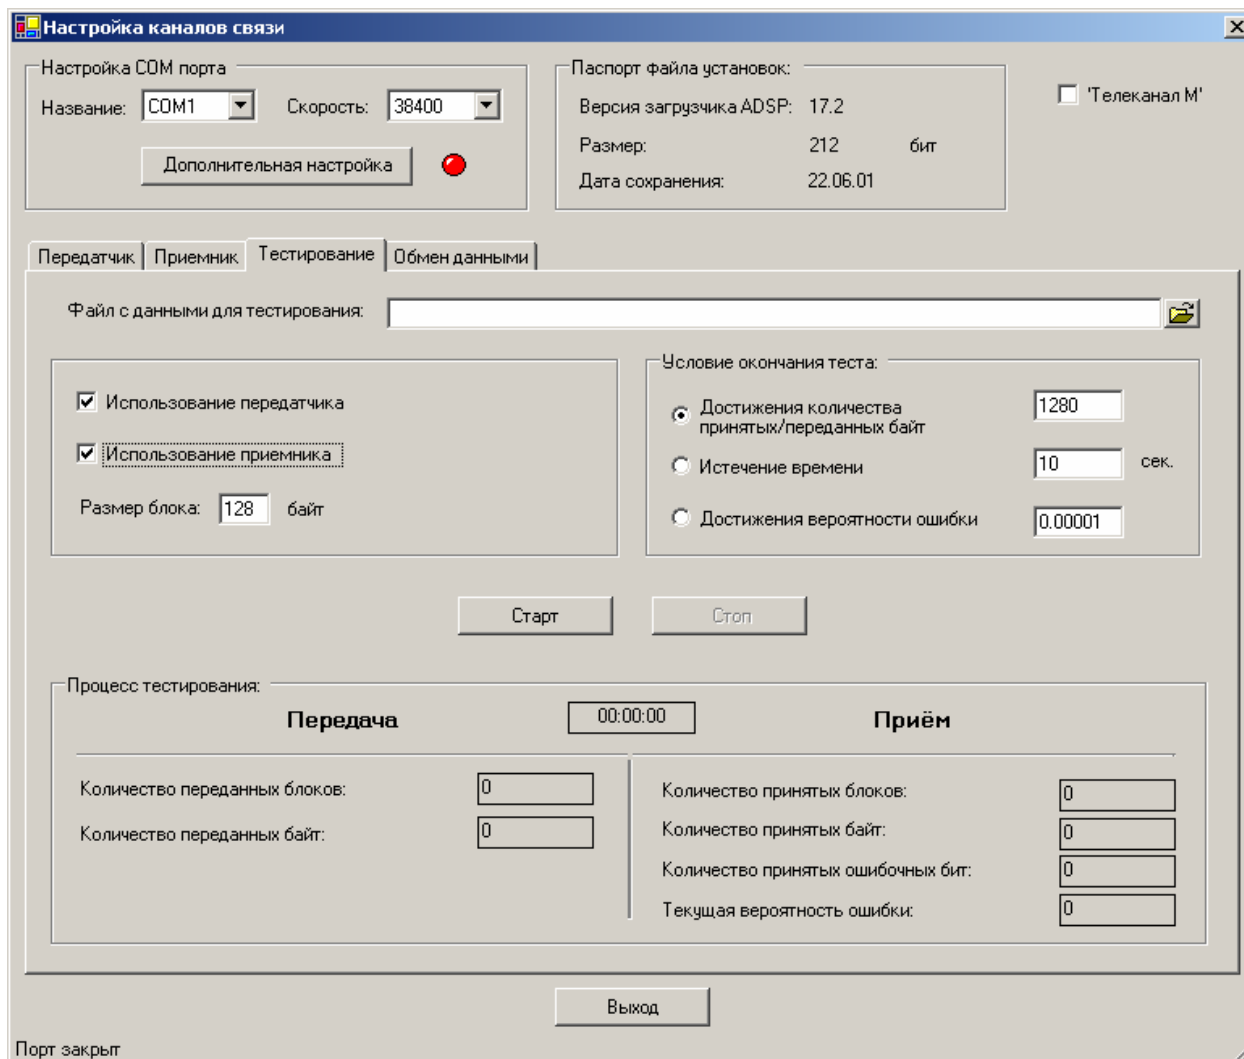 Настройка каналов связи
Настройка COM порта
Название: COM1 Скорость: 38400
Дополнительная настройка
Паспорт файла установок:
Версия загрузчика ADSP: 17.2
Размер: 212 бит
Дата сохранения: 22.06.01
'Телеканал М'
Передатчик Приемник Тестирование Обмен данными
Файл с данными для тестирования:
Использование передатчика
Использование приемника
Размер блока: 128 байт
Условие окончания теста:
Достижения количества 1280
принятых/переданных байт
Истечение времени 10 сек.
Достижения вероятности ошибки 0.00001
Старт Стоп
Процесс тестирования:
Передача 00:00:00 Приём
Количество переданных блоков: 0
Количество переданных байт: 0
Количество принятых блоков: 0
Количество принятых байт: 0
Количество принятых ошибочных бит: 0
Текущая вероятность ошибки: 0
Выход
Порт закрыт